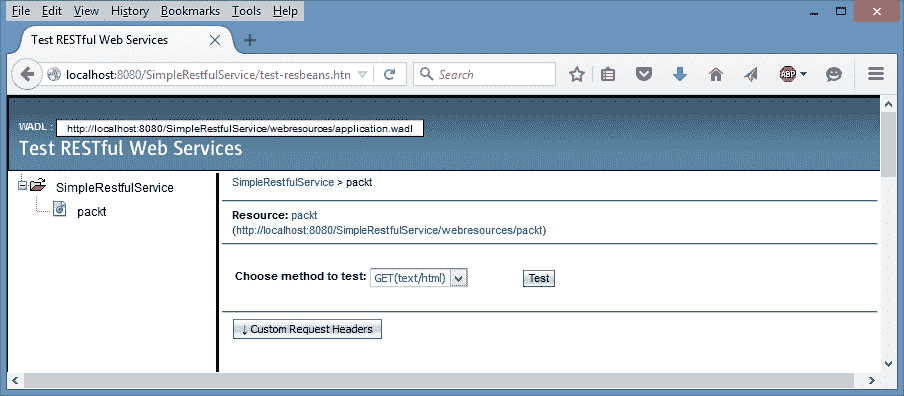 File Edit View History Bookmarks Tools Help
Test RESTful Web Services
localhost:8080/SimpleRestfulService/test-resbeans.htn
Search
ABP
WADL : http://localhost:8080/SimpleRestfulService/webresources/application.wadl
Test RESTful Web Services
SimpleRestfulService
packt
SimpleRestfulService > packt
Resource: packt
(http://localhost:8080/SimpleRestfulService/webresources/packt)
Choose method to test: GET(text/html) Test
↓ Custom Request Headers